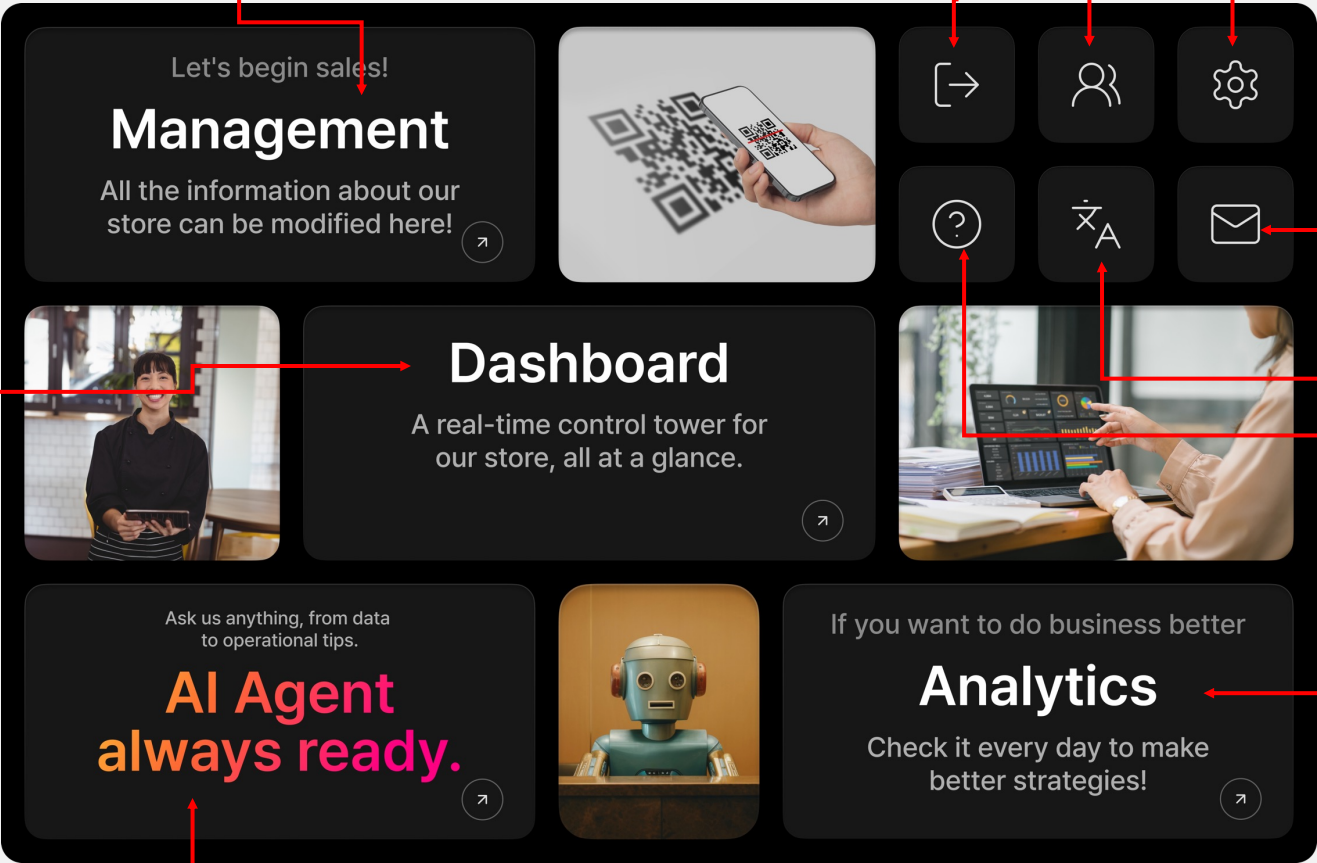 Let's begin sales!
Management
All the information about our
store can be modified here!
Dashboard
A real-time control tower for
our store, all at a glance.
Ask us anything, from data
to operational tips.
AI Agent
always ready.
If you want to do business better
Analytics
Check it every day to make
better strategies!